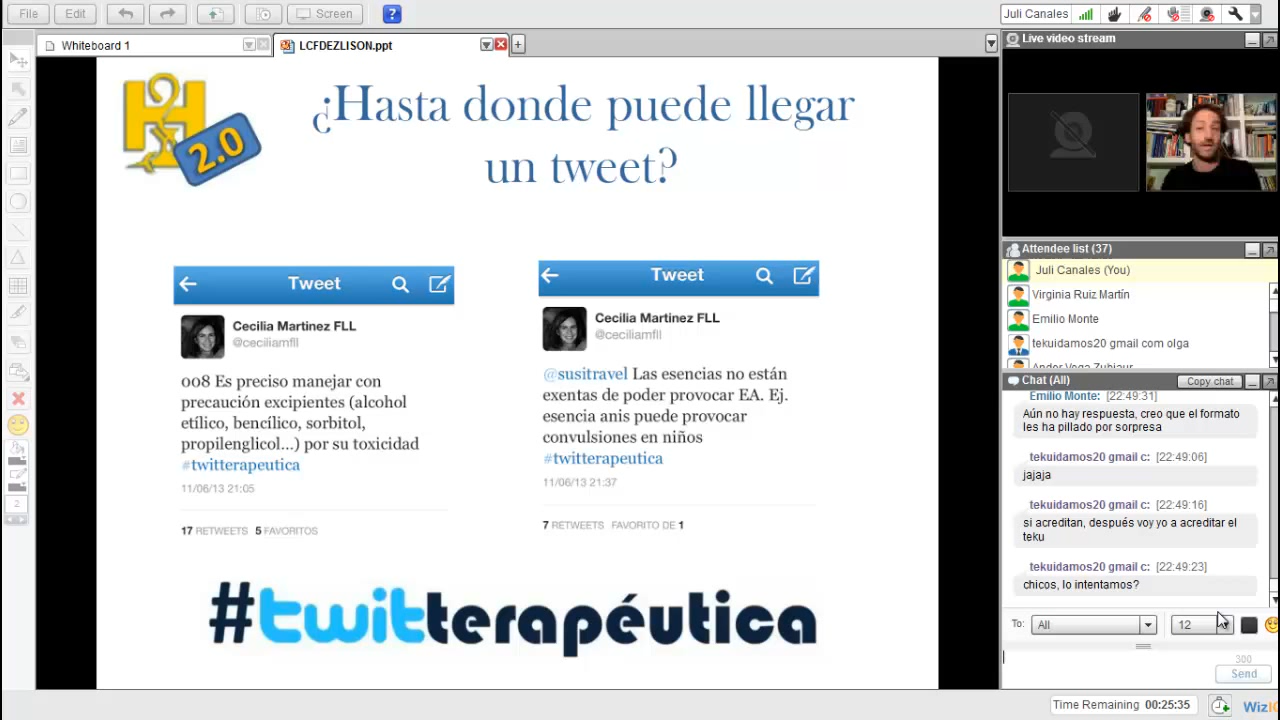 File
Edit
Screen
?
Juli Canales
Whiteboard 1
LCFDEZLISON.ppt
Live video stream
H
2.0
¿Hasta donde puede llegar
un tweet?
Tweet
Cecilia Martinez FLL
@ceciliamfll
008 Es preciso manejar con
precaución excipientes (alcohol
etílico, bencílico, sorbitol,
propilenglicol...) por su toxicidad
#twitterapeutica
11/06/13 21:05
17 RETWEETS 5 FAVORITOS
Tweet
Cecilia Martinez FLL
@ceciliamfll
@susitravel Las esencias no están
exentas de poder provocar EA. Ej.
esencia anis puede provocar
convulsiones en niños
#twitterapeutica
11/06/13 21:37
7 RETWEETS FAVORITO DE 1
#twitterapéutica
Attendee list (37)
Juli Canales (You)
Virginia Ruiz Martín
Emilio Monte
tekuidamos20 gmail com olga
Ander Vega Zubiaur
Chat (All)
Copy chat
Emilio Monte: [22:49:31]
Aún no hay respuesta, creo que el formato
les ha pillado por sorpresa
tekuidamos20 gmail c: [22:49:06]
jajaja
tekuidamos20 gmail c: [22:49:16]
si acreditan, después voy yo a acreditar el
teku
tekuidamos20 gmail c: [22:49:23]
chicos, lo intentamos?
To:
All
12
300
Send
2
Time Remaining 00:25:35